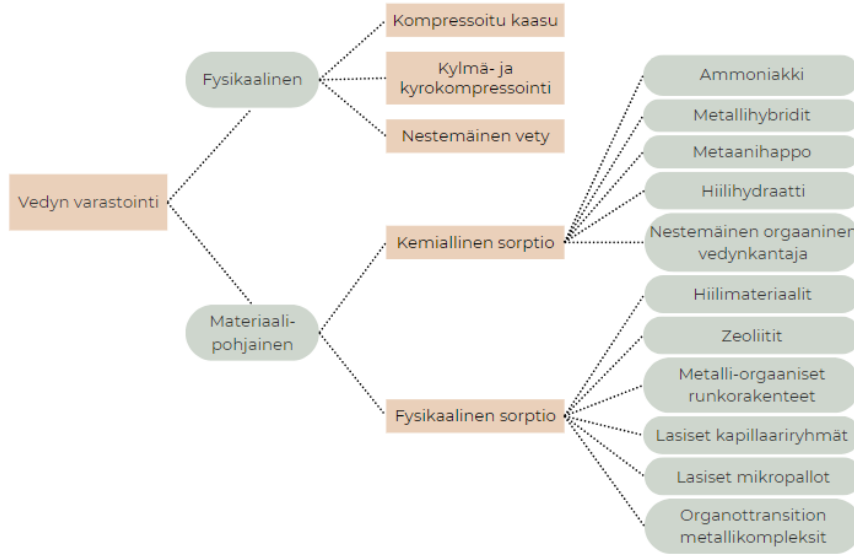 Kompressoitu kaasu
Fysikaalinen
Kylmä- ja
kyrokompressointi
Nestemäinen vety
Vedyn varastointi
Materiaali-
pohjainen
Kemiallinen sorptio
Ammoniakki
Metallihybridit
Metaanihappo
Hiilihydraatti
Nestemäinen orgaaninen
vedynkantaja
Fysikaalinen sorptio
Hiilimateriaalit
Zeoliitit
Metalli-orgaaniset
runkorakenteet
Lasiset kapillaariryhmät
Lasiset mikropallot
Organottransition
metallikompleksit